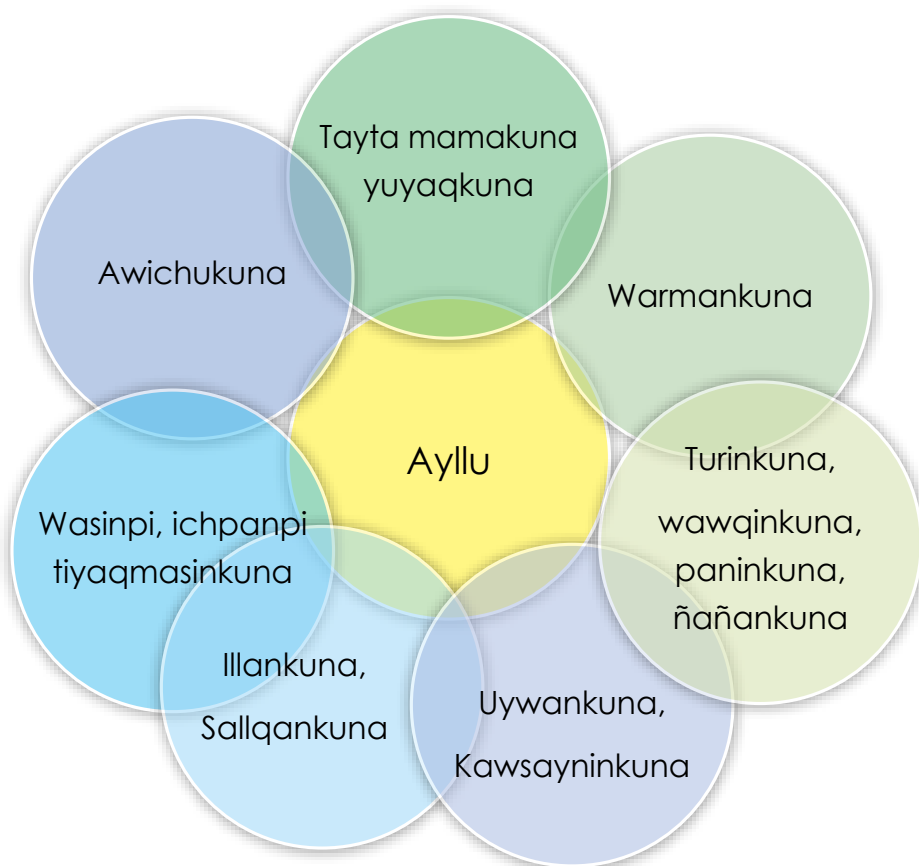 Tayta mamakuna
yuyaqkuna
Warmankuna
Turinkuna,
wawqinkuna,
paninkuna,
ñañankuna
Uywankuna,
Kawsayninkuna
Illankuna,
Sallqankuna
Wasinpi, ichpanpi
tiyaqmasinkuna
Awichukuna
Ayllu